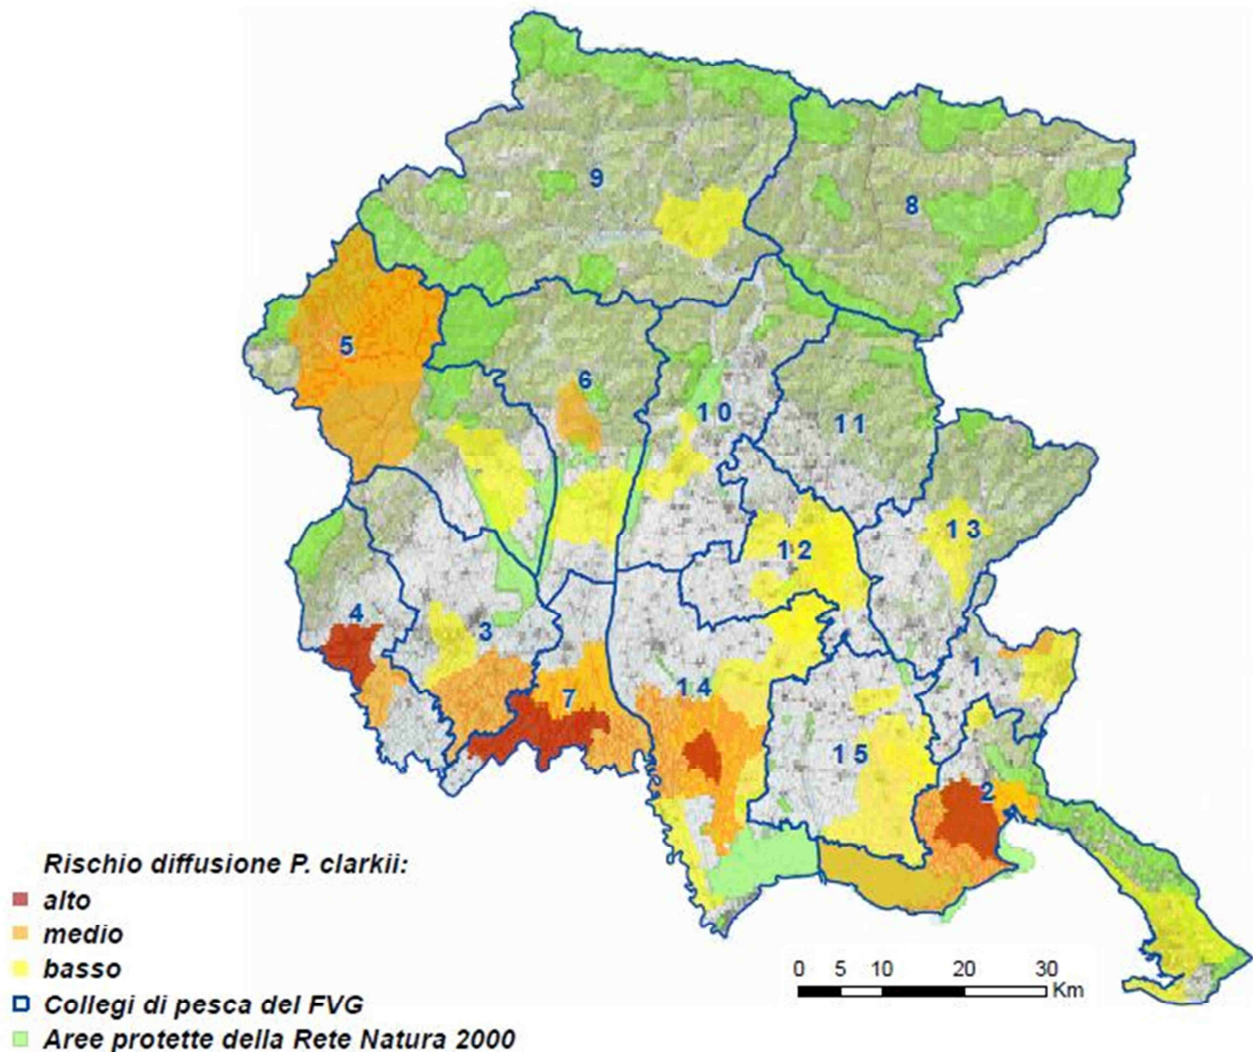 9
8
5
6
10
11
13
12
4
3
1
7
14
15
2
Rischio diffusione P. clarkii:
alto
medio
basso
Collegi di pesca del FVG
Aree protette della Rete Natura 2000
0 5 10 20 30
Km